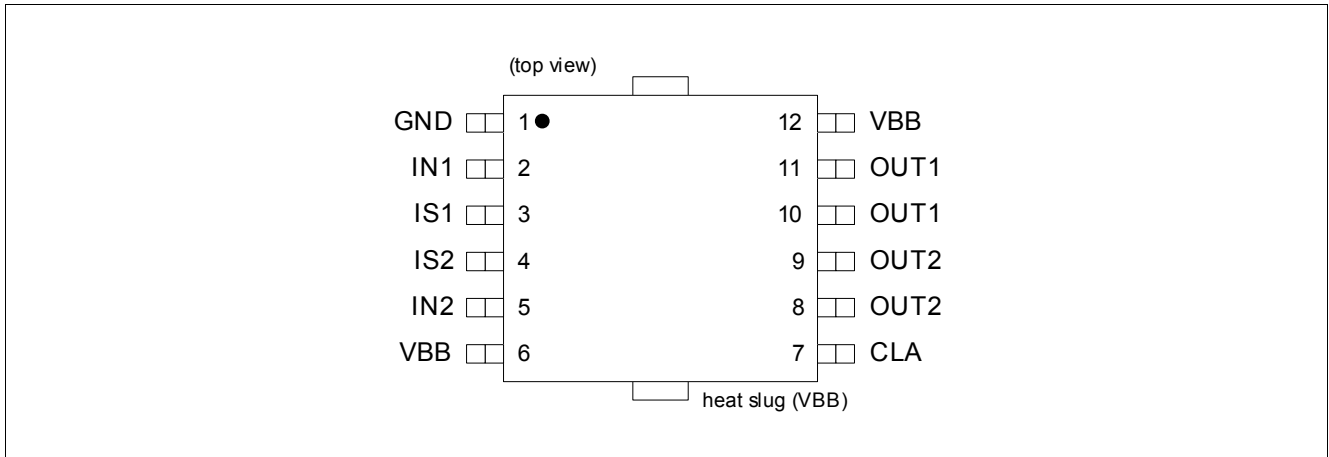 (top view)
GND 1 12 VBB
IN1 2 11 OUT1
IS1 3 10 OUT1
IS2 4 9 OUT2
IN2 5 8 OUT2
VBB 6 7 CLA
heat slug (VBB)